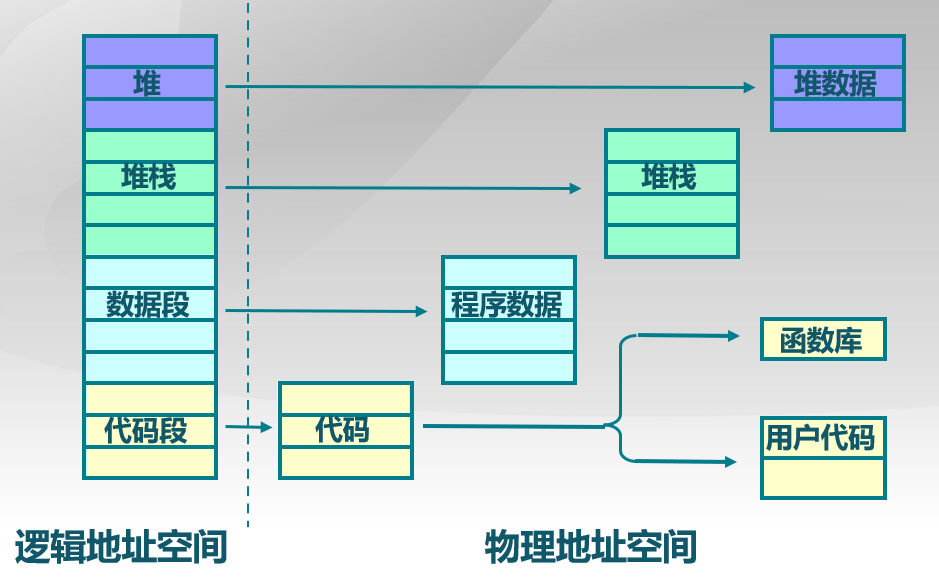 堆
堆数据
堆栈
堆栈
数据段
程序数据
函数库
代码段
代码
用户代码
逻辑地址空间
物理地址空间